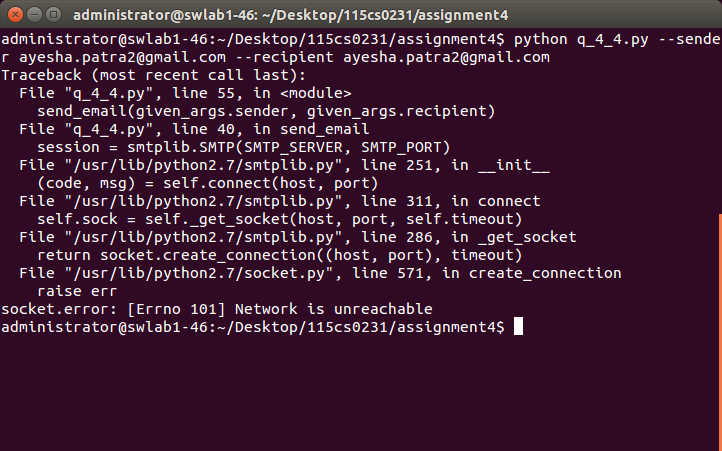 administrator@swlab1-46: ~/Desktop/115cs0231/assignment4
administrator@swlab1-46:~/Desktop/115cs0231/assignment4$ python q_4_4.py --sende
r ayesha.patra2@gmail.com --recipient ayesha.patra2@gmail.com
Traceback (most recent call last):
  File "q_4_4.py", line 55, in <module>
    send_email(given_args.sender, given_args.recipient)
  File "q_4_4.py", line 40, in send_email
    session = smtplib.SMTP(SMTP_SERVER, SMTP_PORT)
  File "/usr/lib/python2.7/smtplib.py", line 251, in __init__
    (code, msg) = self.connect(host, port)
  File "/usr/lib/python2.7/smtplib.py", line 311, in connect
    self.sock = self._get_socket(host, port, self.timeout)
  File "/usr/lib/python2.7/smtplib.py", line 286, in _get_socket
    return socket.create_connection((host, port), timeout)
  File "/usr/lib/python2.7/socket.py", line 571, in create_connection
    raise err
socket.error: [Errno 101] Network is unreachable
administrator@swlab1-46:~/Desktop/115cs0231/assignment4$